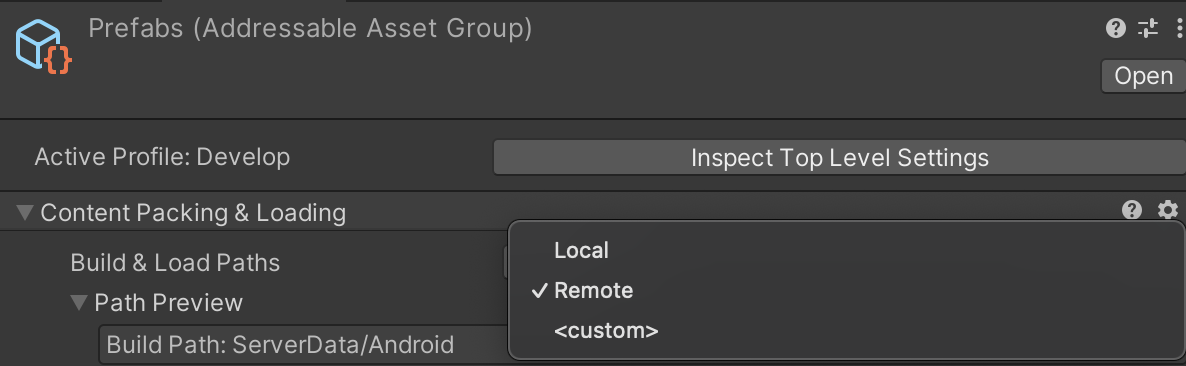 Prefabs (Addressable Asset Group)
Open
Active Profile: Develop
Inspect Top Level Settings
Content Packing & Loading
Build & Load Paths
Local
Remote
<custom>
Path Preview
Build Path: ServerData/Android